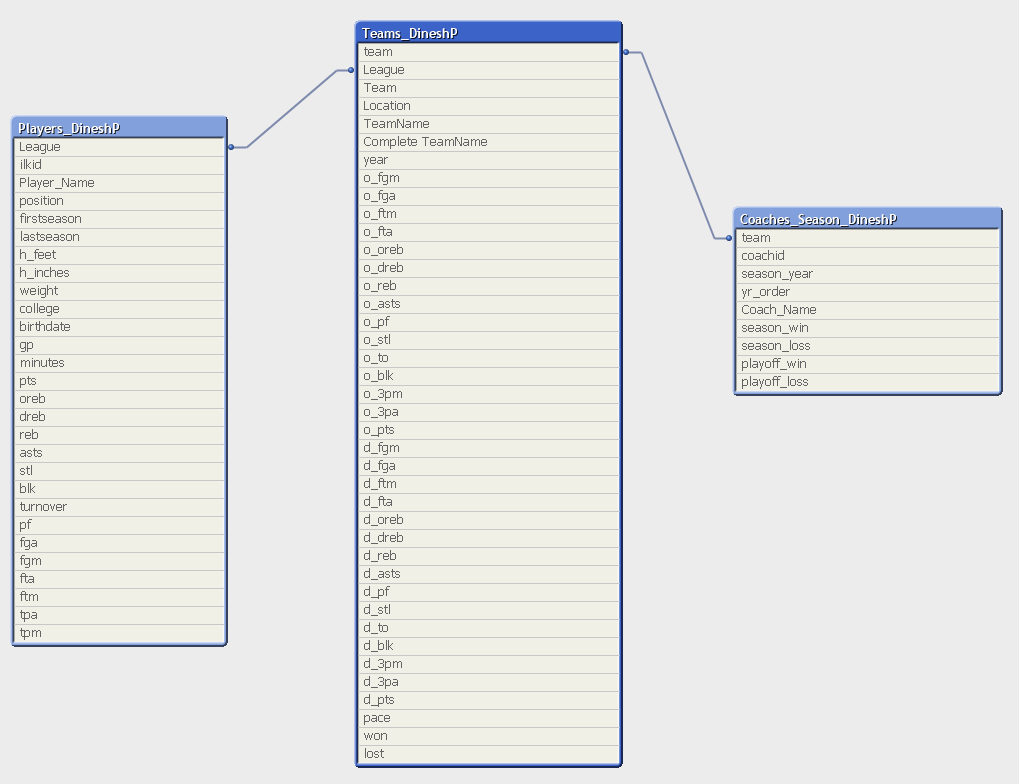 Players_DineshP
League
ilkid
Player_Name
position
firstseason
lastseason
h_feet
h_inches
weight
college
birthdate
gp
minutes
pts
oreb
dreb
reb
asts
stl
blk
turnover
pf
fga
fgm
fta
ftm
tpa
tpm
Teams_DineshP
team
League
Team
Location
TeamName
Complete TeamName
year
o_fgm
o_fga
o_ftm
o_fta
o_oreb
o_dreb
o_reb
o_asts
o_pf
o_stl
o_to
o_blk
o_3pm
o_3pa
o_pts
d_fgm
d_fga
d_ftm
d_fta
d_oreb
d_dreb
d_reb
d_asts
d_pf
d_stl
d_to
d_blk
d_3pm
d_3pa
d_pts
pace
won
lost
Coaches_Season_DineshP
team
coachid
season_year
yr_order
Coach_Name
season_win
season_loss
playoff_win
playoff_loss